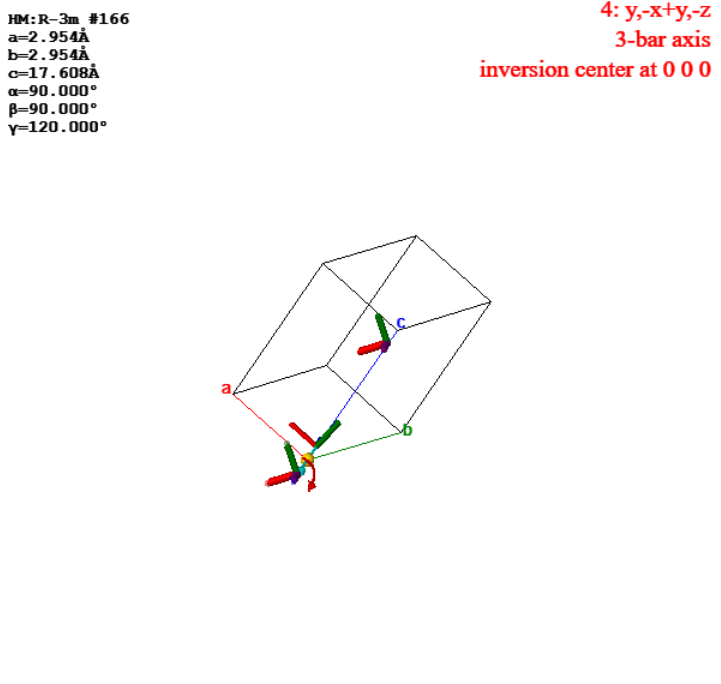 HM:R-3m #166
a=2.954Å
b=2.954Å
c=17.608Å
α=90.000°
β=90.000°
γ=120.000°
4: y,-x+y,-z
3-bar axis
inversion center at 0 0 0
c
a
b